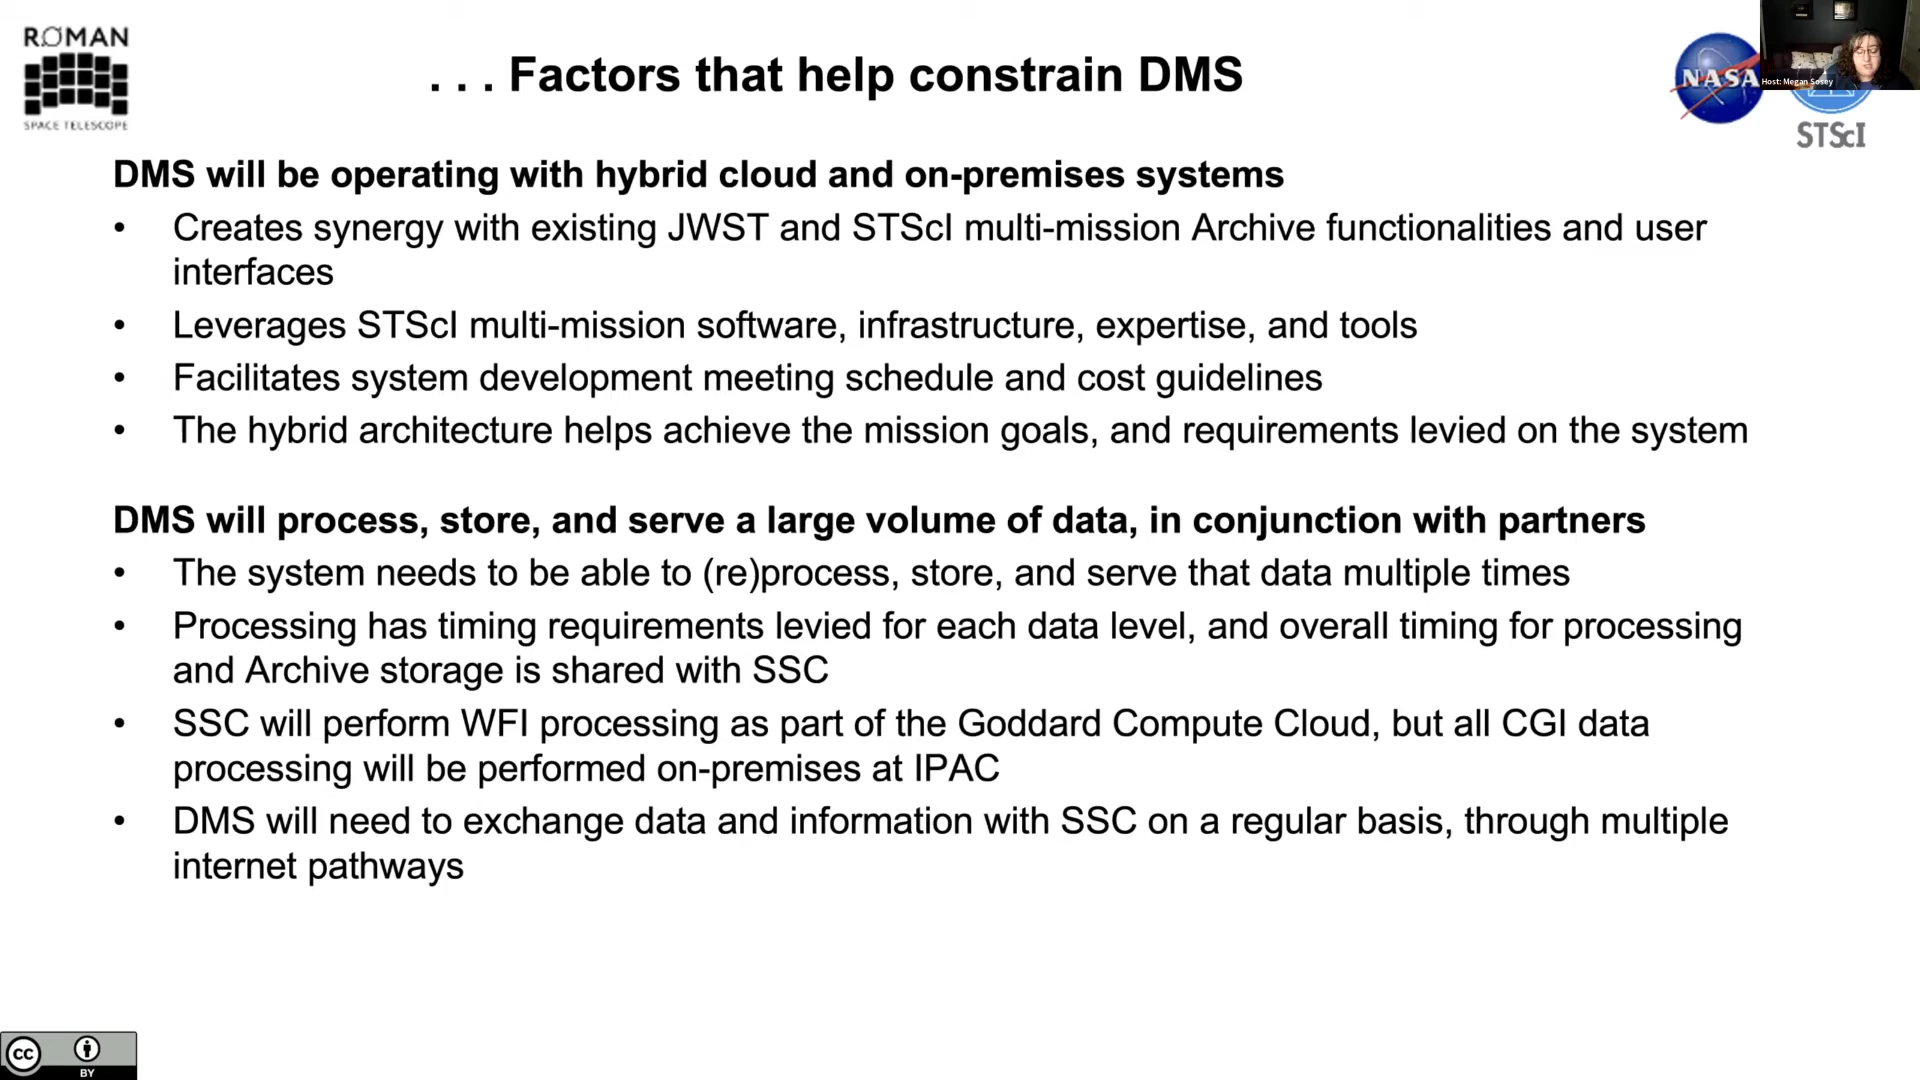 ROMAN
SPACE TELESCOPE
. . . Factors that help constrain DMS
NASA
Host: Megan Sosey
STScI
DMS will be operating with hybrid cloud and on-premises systems
• Creates synergy with existing JWST and STScI multi-mission Archive functionalities and user
interfaces
• Leverages STScI multi-mission software, infrastructure, expertise, and tools
• Facilitates system development meeting schedule and cost guidelines
• The hybrid architecture helps achieve the mission goals, and requirements levied on the system
DMS will process, store, and serve a large volume of data, in conjunction with partners
• The system needs to be able to (re)process, store, and serve that data multiple times
• Processing has timing requirements levied for each data level, and overall timing for processing
and Archive storage is shared with SSC
• SSC will perform WFI processing as part of the Goddard Compute Cloud, but all CGI data
processing will be performed on-premises at IPAC
• DMS will need to exchange data and information with SSC on a regular basis, through multiple
internet pathways
cc
BY